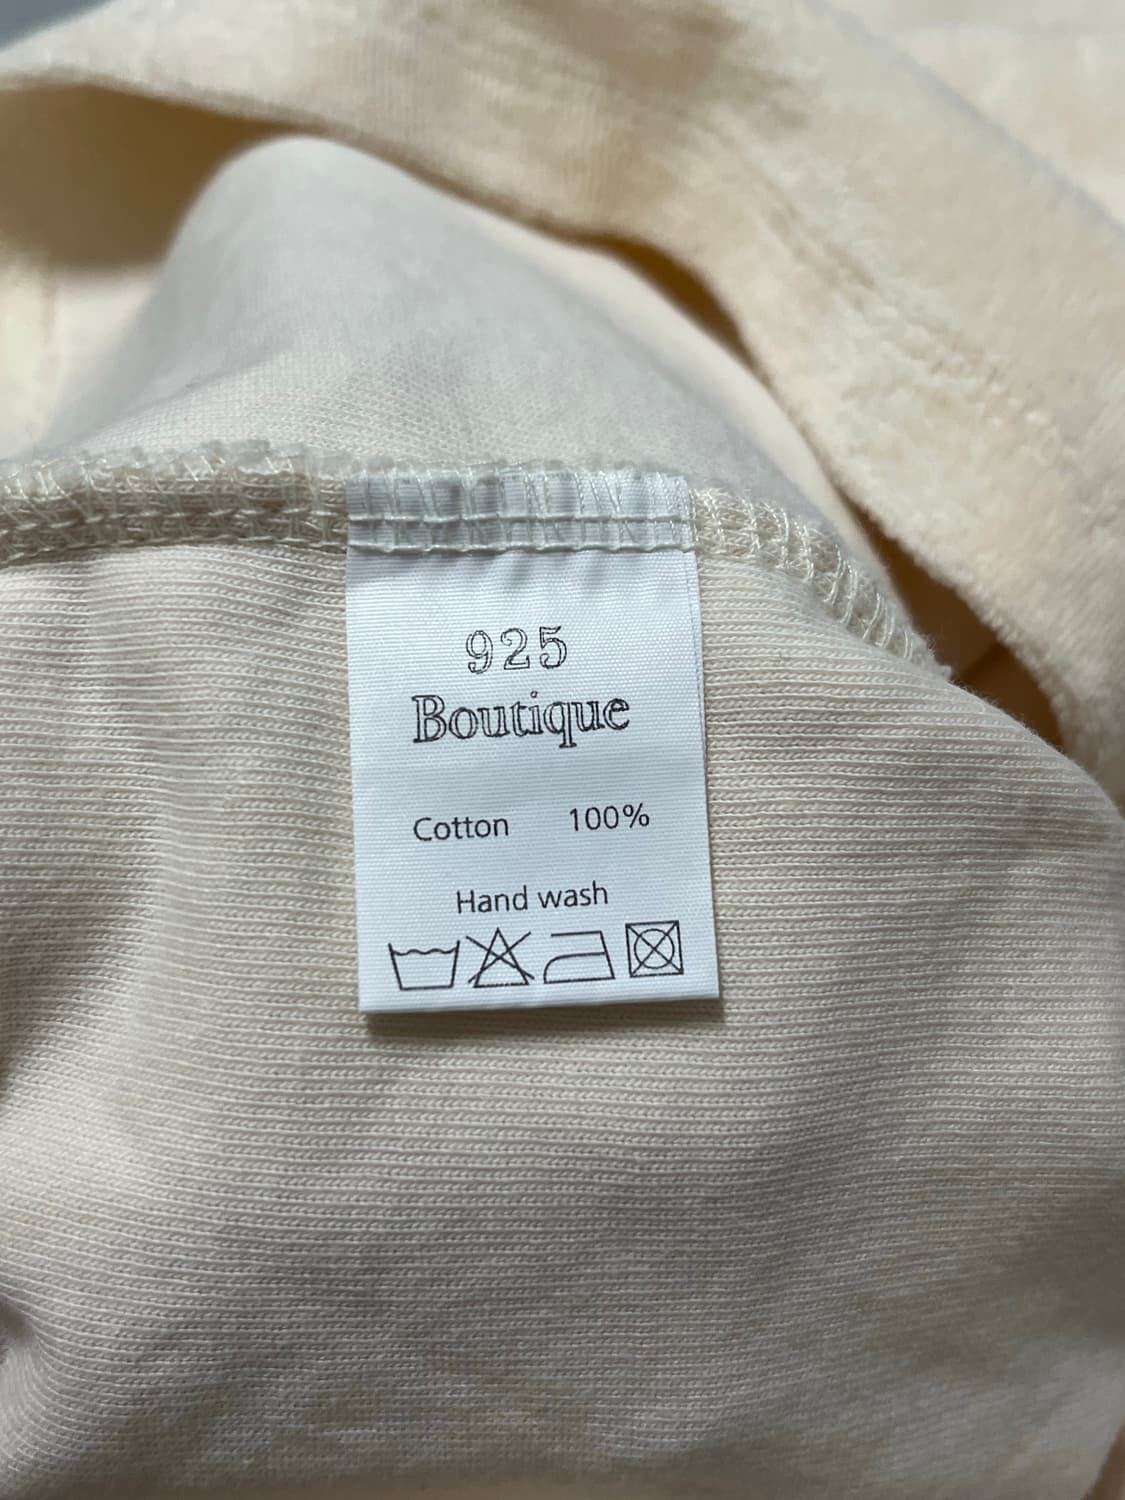 925
Boutique
Cotton 100%
Hand wash